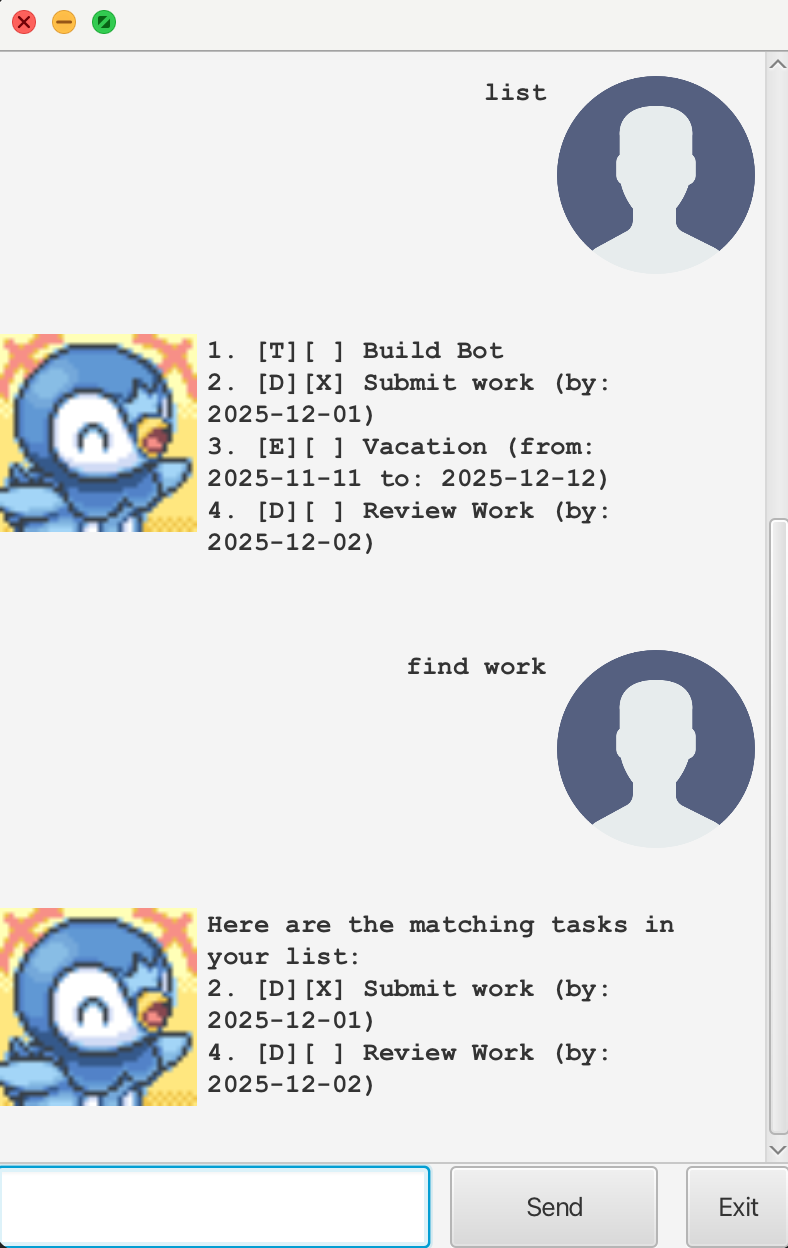 list
1. [T][ ] Build Bot
2. [D][X] Submit work (by:
2025-12-01)
3. [E][ ] Vacation (from:
2025-11-11 to: 2025-12-12)
4. [D][ ] Review Work (by:
2025-12-02)
find work
Here are the matching tasks in
your list:
2. [D][X] Submit work (by:
2025-12-01)
4. [D][ ] Review Work (by:
2025-12-02)
Send
Exit